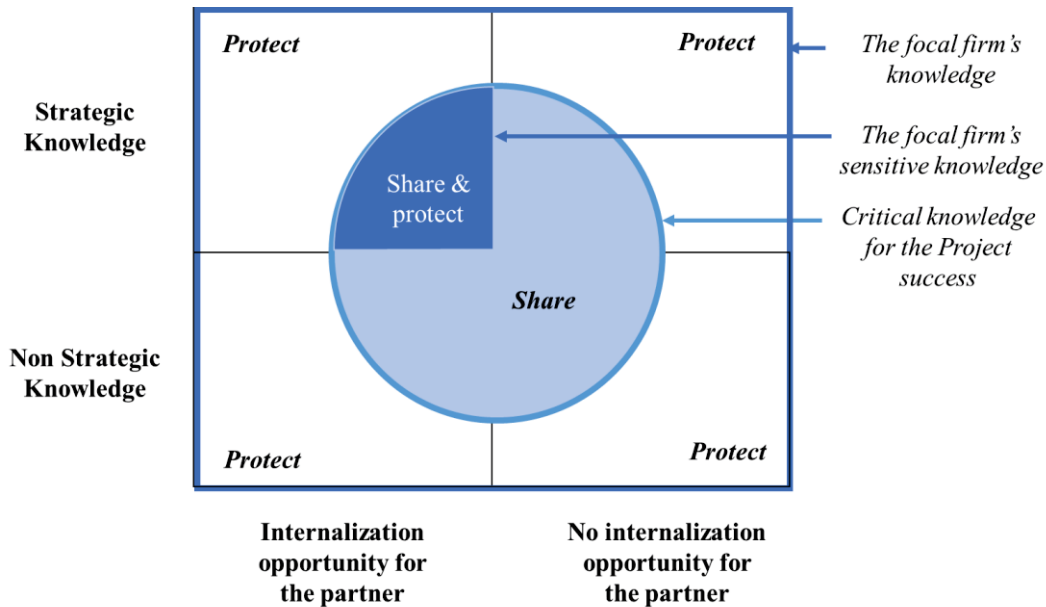 Protect
Protect
The focal firm's
knowledge
Strategic
Knowledge
The focal firm's
sensitive knowledge
Share &
protect
Critical knowledge
for the Project
success
Share
Non Strategic
Knowledge
Protect
Protect
Internalization
opportunity for
the partner
No internalization
opportunity for
the partner